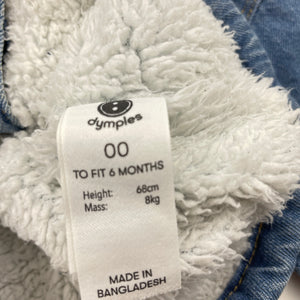 dymples
00
TO FIT 6 MONTHS
Height: 68cm
Mass: 8kg
MADE IN
BANGLADESH